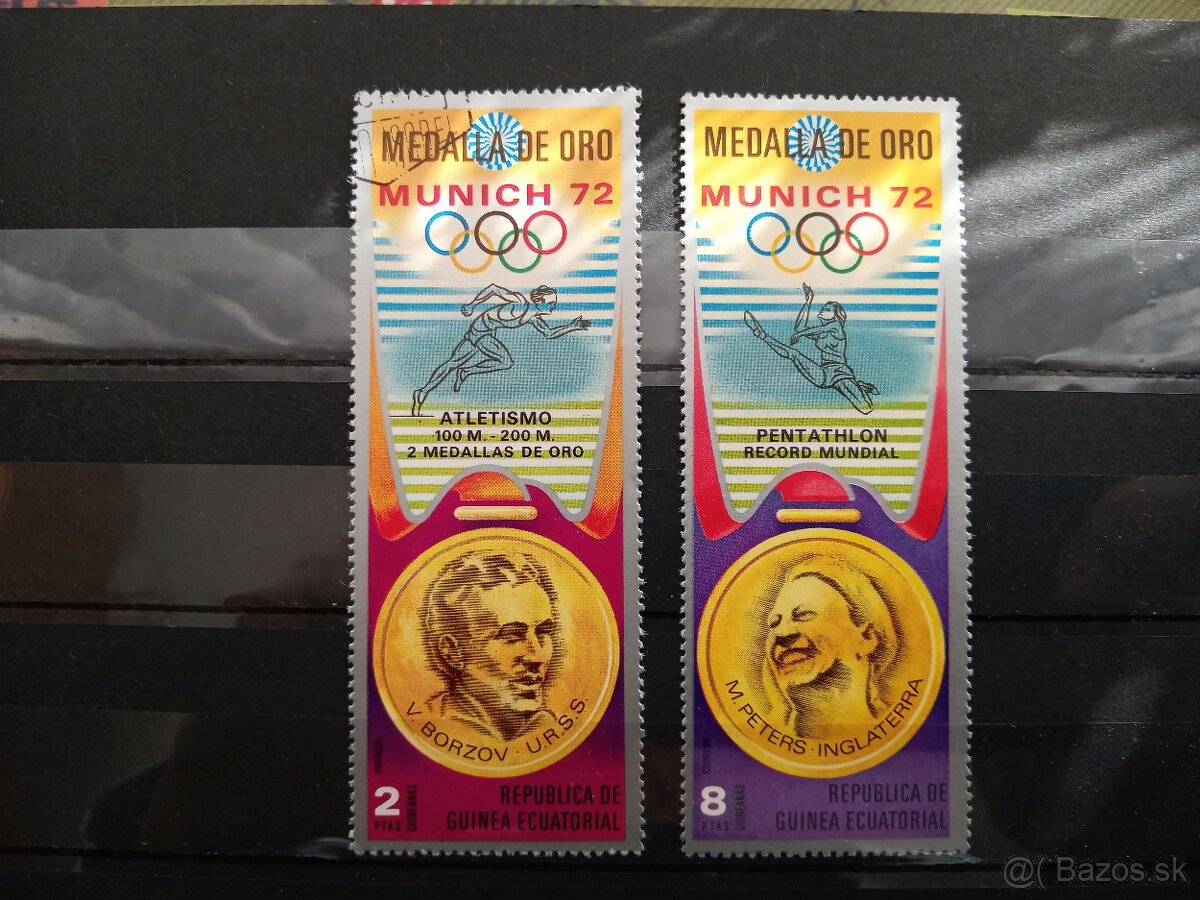 MEDALLA DE ORO
MUNICH 72
ATLETISMO
100 M. - 200 M.
2 MEDALLAS DE ORO
V. BORZOV · U.R.S.S.
CORREOS
2
PTAS
GUINEANAS
REPUBLICA DE
GUINEA ECUATORIAL
MEDALLA DE ORO
MUNICH 72
PENTATHLON
RECORD MUNDIAL
M. PETERS · INGLATERRA
CORREOS
8
PTAS
GUINEANAS
REPUBLICA DE
GUINEA ECUATORIAL
@( Bazos.sk